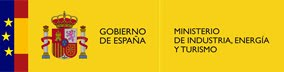 GOBIERNO
DE ESPAÑA
MINISTERIO
DE INDUSTRIA, ENERGÍA
Y TURISMO